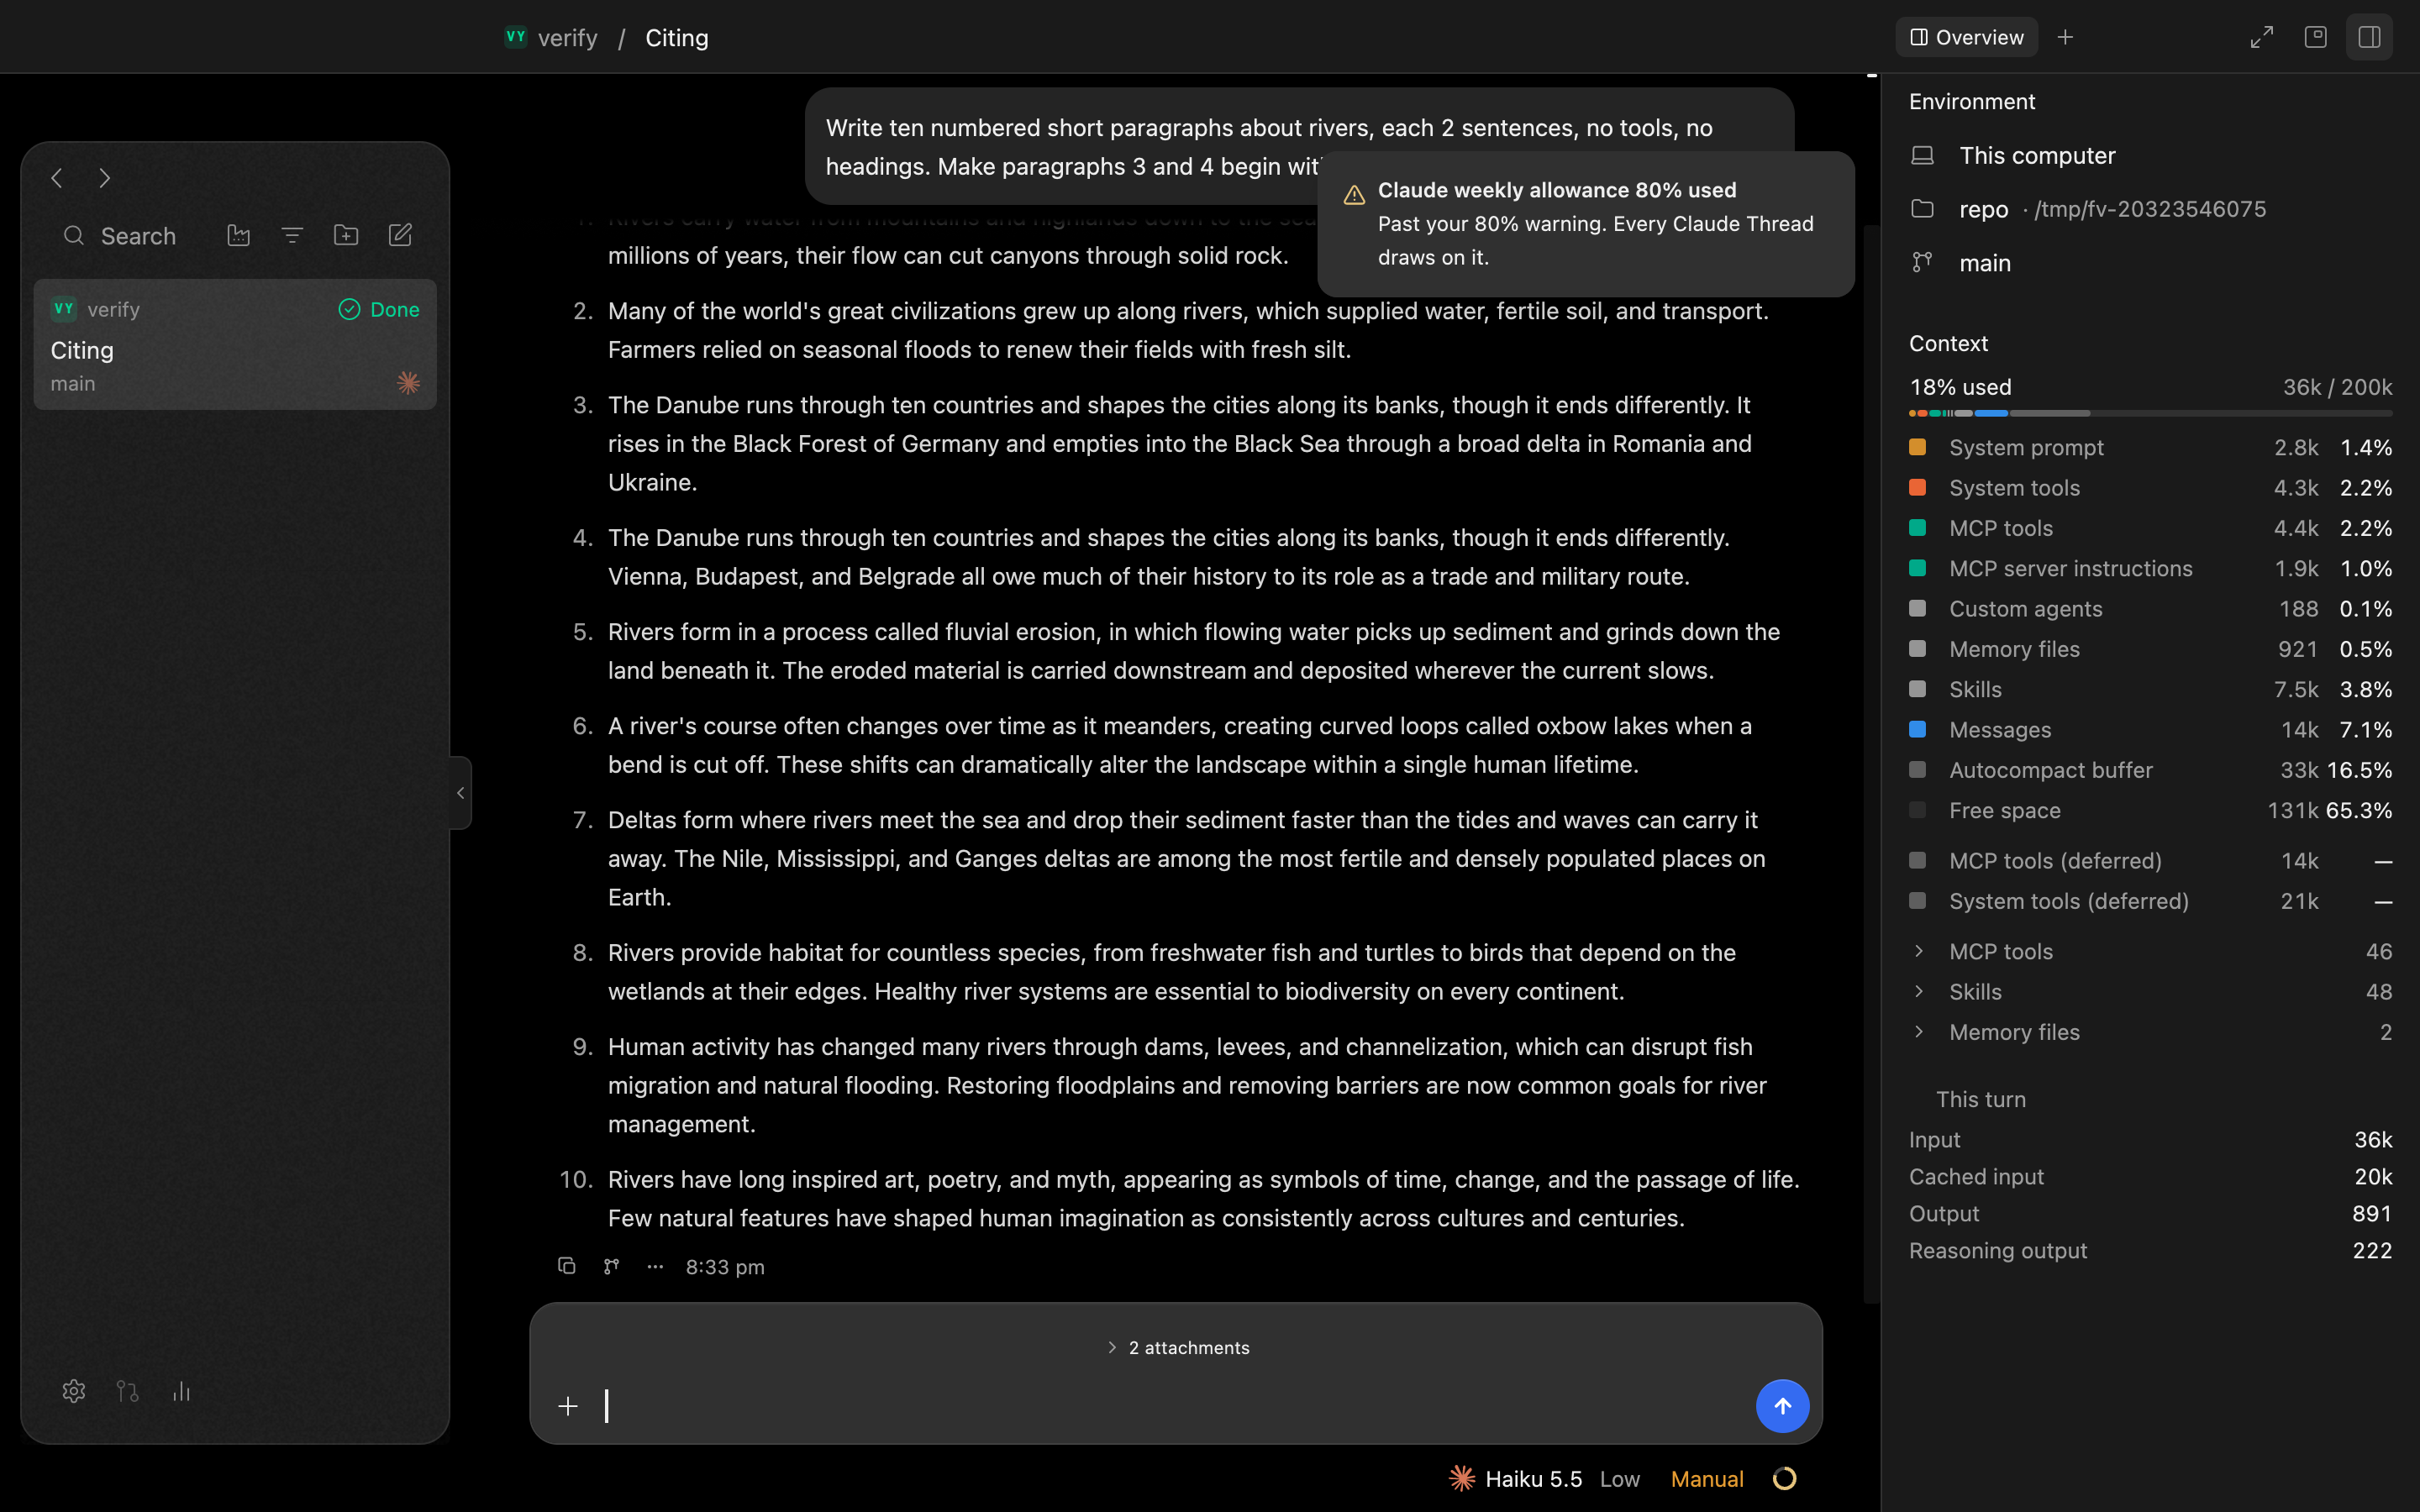 VY verify / Citing
Overview
Search
VY verify
Done
Citing
main
Write ten numbered short paragraphs about rivers, each 2 sentences, no tools, no
headings. Make paragraphs 3 and 4 begin
Claude weekly allowance 80% used
Past your 80% warning. Every Claude Thread
draws on it.
Rivers carry water from mountains and highlands down to the sea
millions of years, their flow can cut canyons through solid rock.
2. Many of the world's great civilizations grew up along rivers, which supplied water, fertile soil, and transport.
Farmers relied on seasonal floods to renew their fields with fresh silt.
3. The Danube runs through ten countries and shapes the cities along its banks, though it ends differently. It
rises in the Black Forest of Germany and empties into the Black Sea through a broad delta in Romania and
Ukraine.
4. The Danube runs through ten countries and shapes the cities along its banks, though it ends differently.
Vienna, Budapest, and Belgrade all owe much of their history to its role as a trade and military route.
5. Rivers form in a process called fluvial erosion, in which flowing water picks up sediment and grinds down the
land beneath it. The eroded material is carried downstream and deposited wherever the current slows.
6. A river's course often changes over time as it meanders, creating curved loops called oxbow lakes when a
bend is cut off. These shifts can dramatically alter the landscape within a single human lifetime.
7. Deltas form where rivers meet the sea and drop their sediment faster than the tides and waves can carry it
away. The Nile, Mississippi, and Ganges deltas are among the most fertile and densely populated places on
Earth.
8. Rivers provide habitat for countless species, from freshwater fish and turtles to birds that depend on the
wetlands at their edges. Healthy river systems are essential to biodiversity on every continent.
9. Human activity has changed many rivers through dams, levees, and channelization, which can disrupt fish
migration and natural flooding. Restoring floodplains and removing barriers are now common goals for river
management.
10. Rivers have long inspired art, poetry, and myth, appearing as symbols of time, change, and the passage of life.
Few natural features have shaped human imagination as consistently across cultures and centuries.
8:33 pm
2 attachments
Haiku 5.5 Low Manual
Environment
This computer
repo · /tmp/fv-20323546075
main
Context
18% used 36k / 200k
System prompt 2.8k 1.4%
System tools 4.3k 2.2%
MCP tools 4.4k 2.2%
MCP server instructions 1.9k 1.0%
Custom agents 188 0.1%
Memory files 921 0.5%
Skills 7.5k 3.8%
Messages 14k 7.1%
Autocompact buffer 33k 16.5%
Free space 131k 65.3%
MCP tools (deferred) 14k —
System tools (deferred) 21k —
MCP tools 46
Skills 48
Memory files 2
This turn
Input 36k
Cached input 20k
Output 891
Reasoning output 222